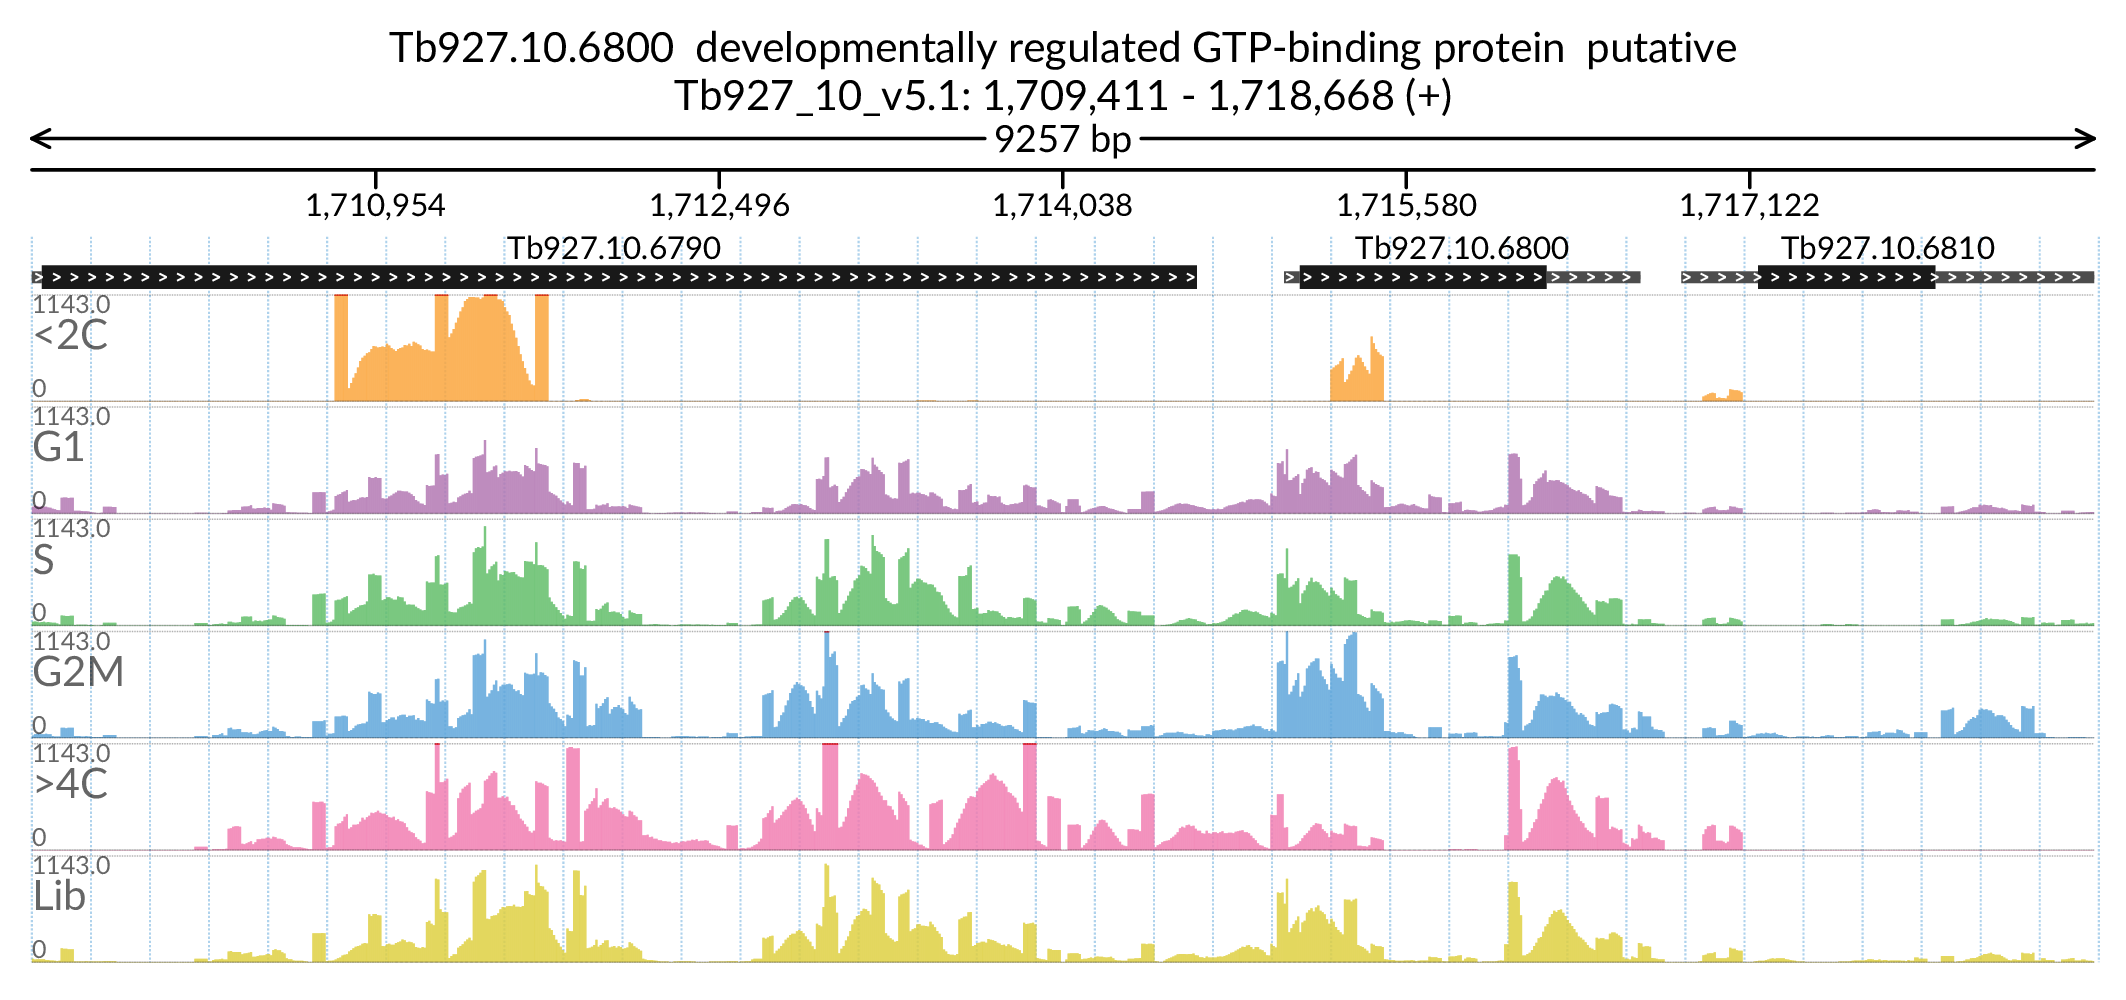 Tb927.10.6800  developmentally regulated GTP-binding protein  putative
Tb927_10_v5.1: 1,709,411 - 1,718,668 (+)
9257 bp
1,710,954 1,712,496 1,714,038 1,715,580 1,717,122
Tb927.10.6790 Tb927.10.6800 Tb927.10.6810
1143.0
<2C
0
1143.0
G1
0
1143.0
S
0
1143.0
G2M
0
1143.0
>4C
0
1143.0
Lib
0